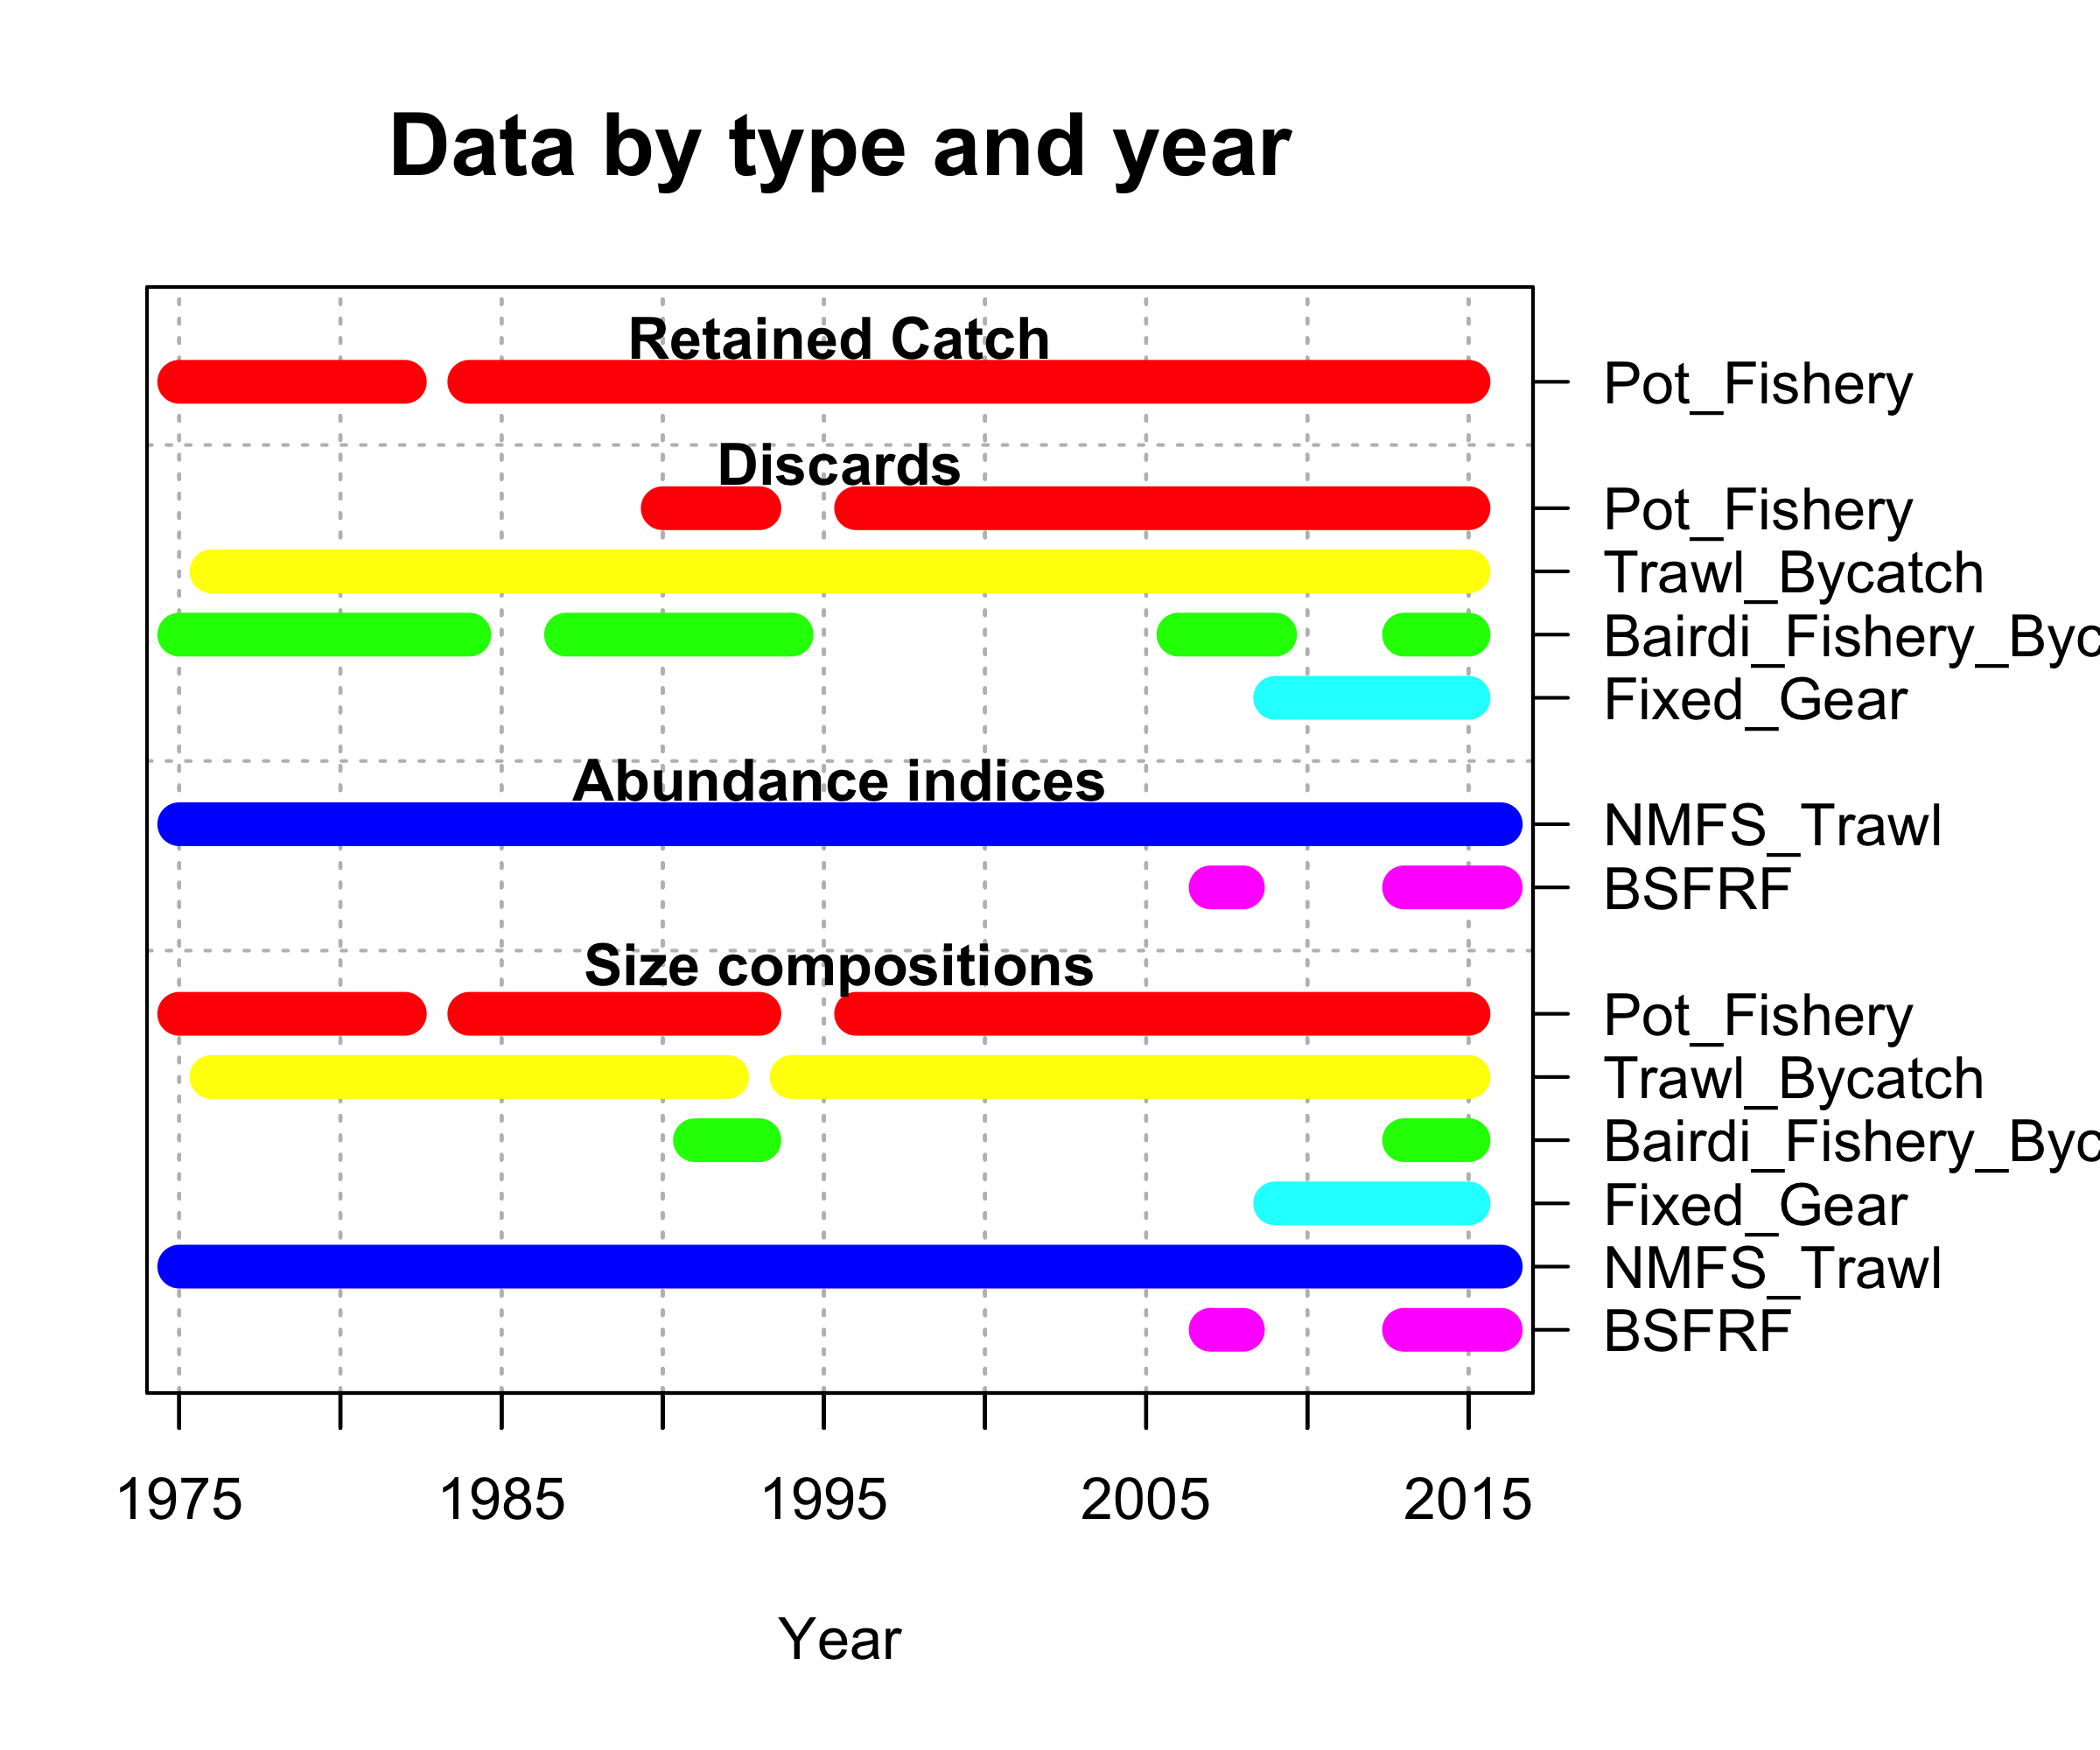 Data by type and year
Retained Catch
Pot_Fishery
Discards
Pot_Fishery
Trawl_Bycatch
Bairdi_Fishery_Byc
Fixed_Gear
Abundance indices
NMFS_Trawl
BSFRF
Size compositions
Pot_Fishery
Trawl_Bycatch
Bairdi_Fishery_Byc
Fixed_Gear
NMFS_Trawl
BSFRF
1975 1985 1995 2005 2015
Year